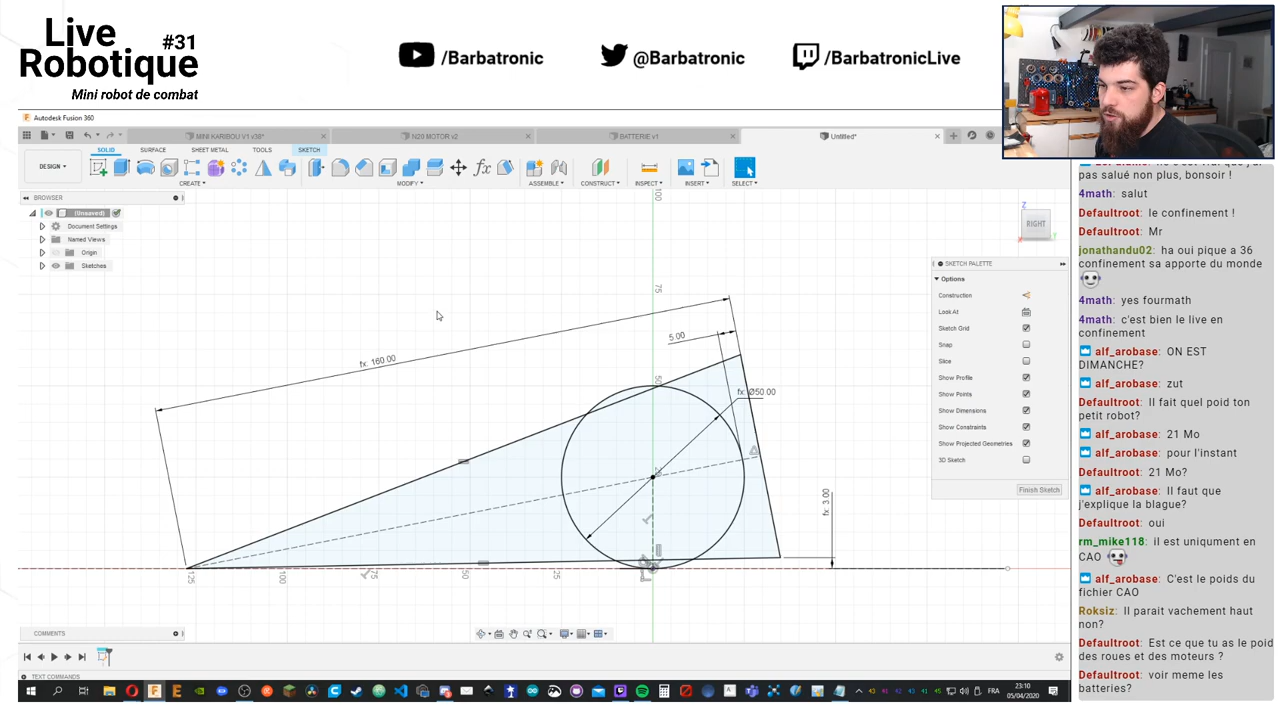 Live
Robotique #31
Mini robot de combat
/Barbatronic @Barbatronic /BarbatronicLive
Autodesk Fusion 360
MINI KARIBOU V1 v38* N20 MOTOR v2 BATTERIE v1 Untitled*
SOLID SURFACE SHEET METAL TOOLS SKETCH
DESIGN
CREATE MODIFY ASSEMBLE CONSTRUCT INSPECT INSERT SELECT
BROWSER
(Unsaved)
Document Settings
Named Views
Origin
Sketches
Z
RIGHT
100
75
50
25
5.00
fx: 160.00
fx: Ø50.00
fx: 3.00
125 100 75 50 25
SKETCH PALETTE
Options
Construction
Look At
Sketch Grid
Snap
Slice
Show Profile
Show Points
Show Dimensions
Show Constraints
Show Projected Geometries
3D Sketch
Finish Sketch
COMMENTS
TEXT COMMANDS
FRA
23:10
05/04/2020
pas salué non plus, bonsoir !
4math: salut
Defaultroot: le confinement !
Defaultroot: Mr
jonathandu02: ha oui pique a 36
confinement sa apporte du monde
4math: yes fourmath
4math: c'est bien le live en
confinement
alf_arobase: ON EST
DIMANCHE?
alf_arobase: zut
Defaultroot: Il fait quel poid ton
petit robot?
alf_arobase: 21 Mo
alf_arobase: pour l'instant
Defaultroot: 21 Mo?
alf_arobase: Il faut que
j'explique la blague?
Defaultroot: oui
rm_mike118: il est uniqument en
CAO
alf_arobase: C'est le poids du
fichier CAO
Roksiz: Il parait vachement haut
non?
Defaultroot: Est ce que tu as le poid
des roues et des moteurs ?
Defaultroot: voir meme les
batteries?